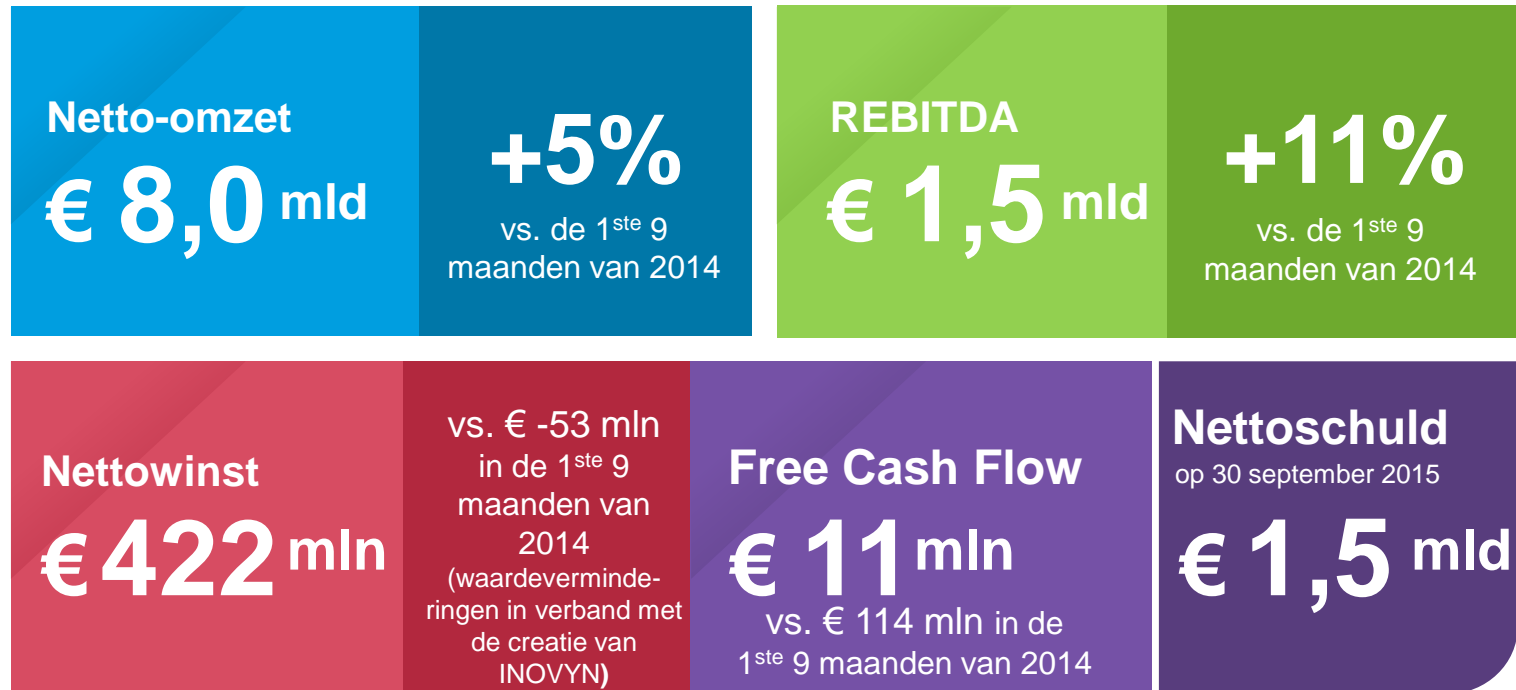 Netto-omzet
€ 8,0 mld
+5%
vs. de 1ste 9
maanden van 2014
REBITDA
€ 1,5 mld
+11%
vs. de 1ste 9
maanden van 2014
Nettowinst
€ 422 mln
vs. € -53 mln
in de 1ste 9
maanden van
2014
(waardeverminde-
ringen in verband met
de creatie van
INOVYN)
Free Cash Flow
€ 11 mln
vs. € 114 mln in de
1ste 9 maanden van 2014
Nettoschuld
op 30 september 2015
€ 1,5 mld